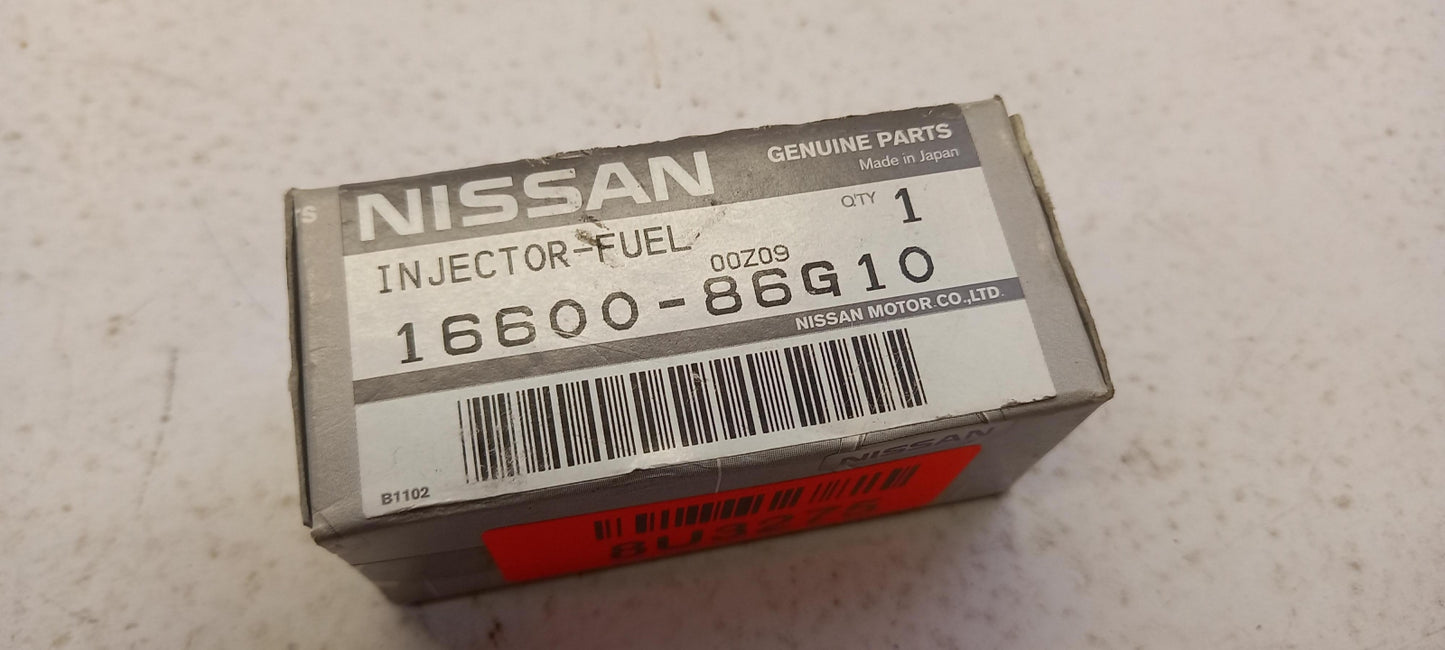 NISSAN
GENUINE PARTS
Made in Japan
INJECTOR-FUEL
Q'TY 1
00Z09
16600-86G10
NISSAN MOTOR CO.,LTD.
B1102
NISSAN
8U3275